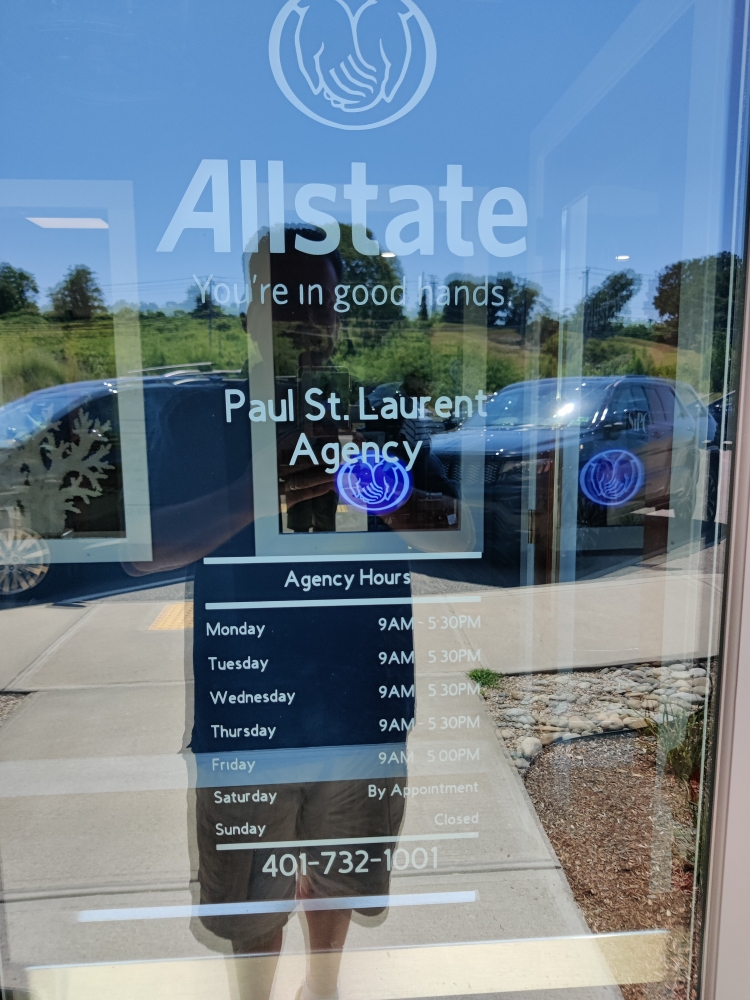 Allstate
You're in good hands.
Paul St. Laurent
Agency
Agency Hours
Monday 9AM - 5:30PM
Tuesday 9AM 5 30PM
Wednesday 9AM 5 30PM
Thursday 9AM - 5 30PM
Friday 9AM 5 00PM
Saturday By Appointment
Sunday Closed
401-732-1001